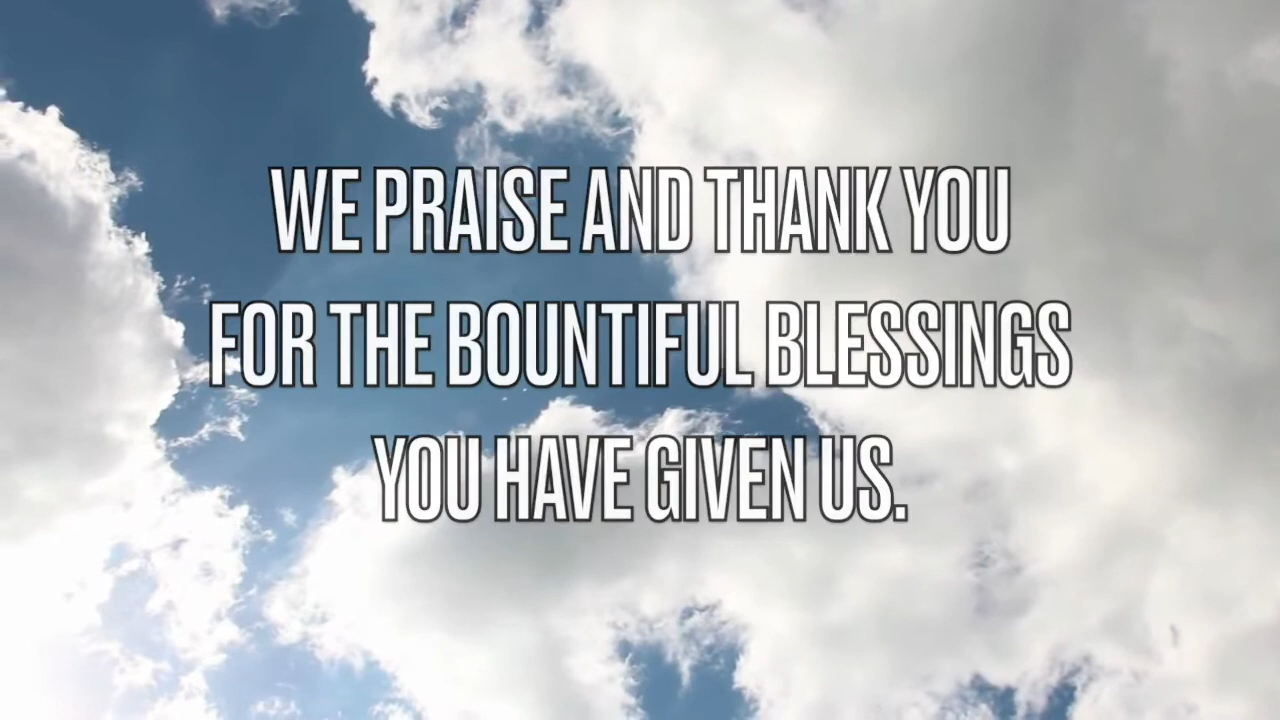 WE PRAISE AND THANK YOU
FOR THE BOUNTIFUL BLESSINGS
YOU HAVE GIVEN US.